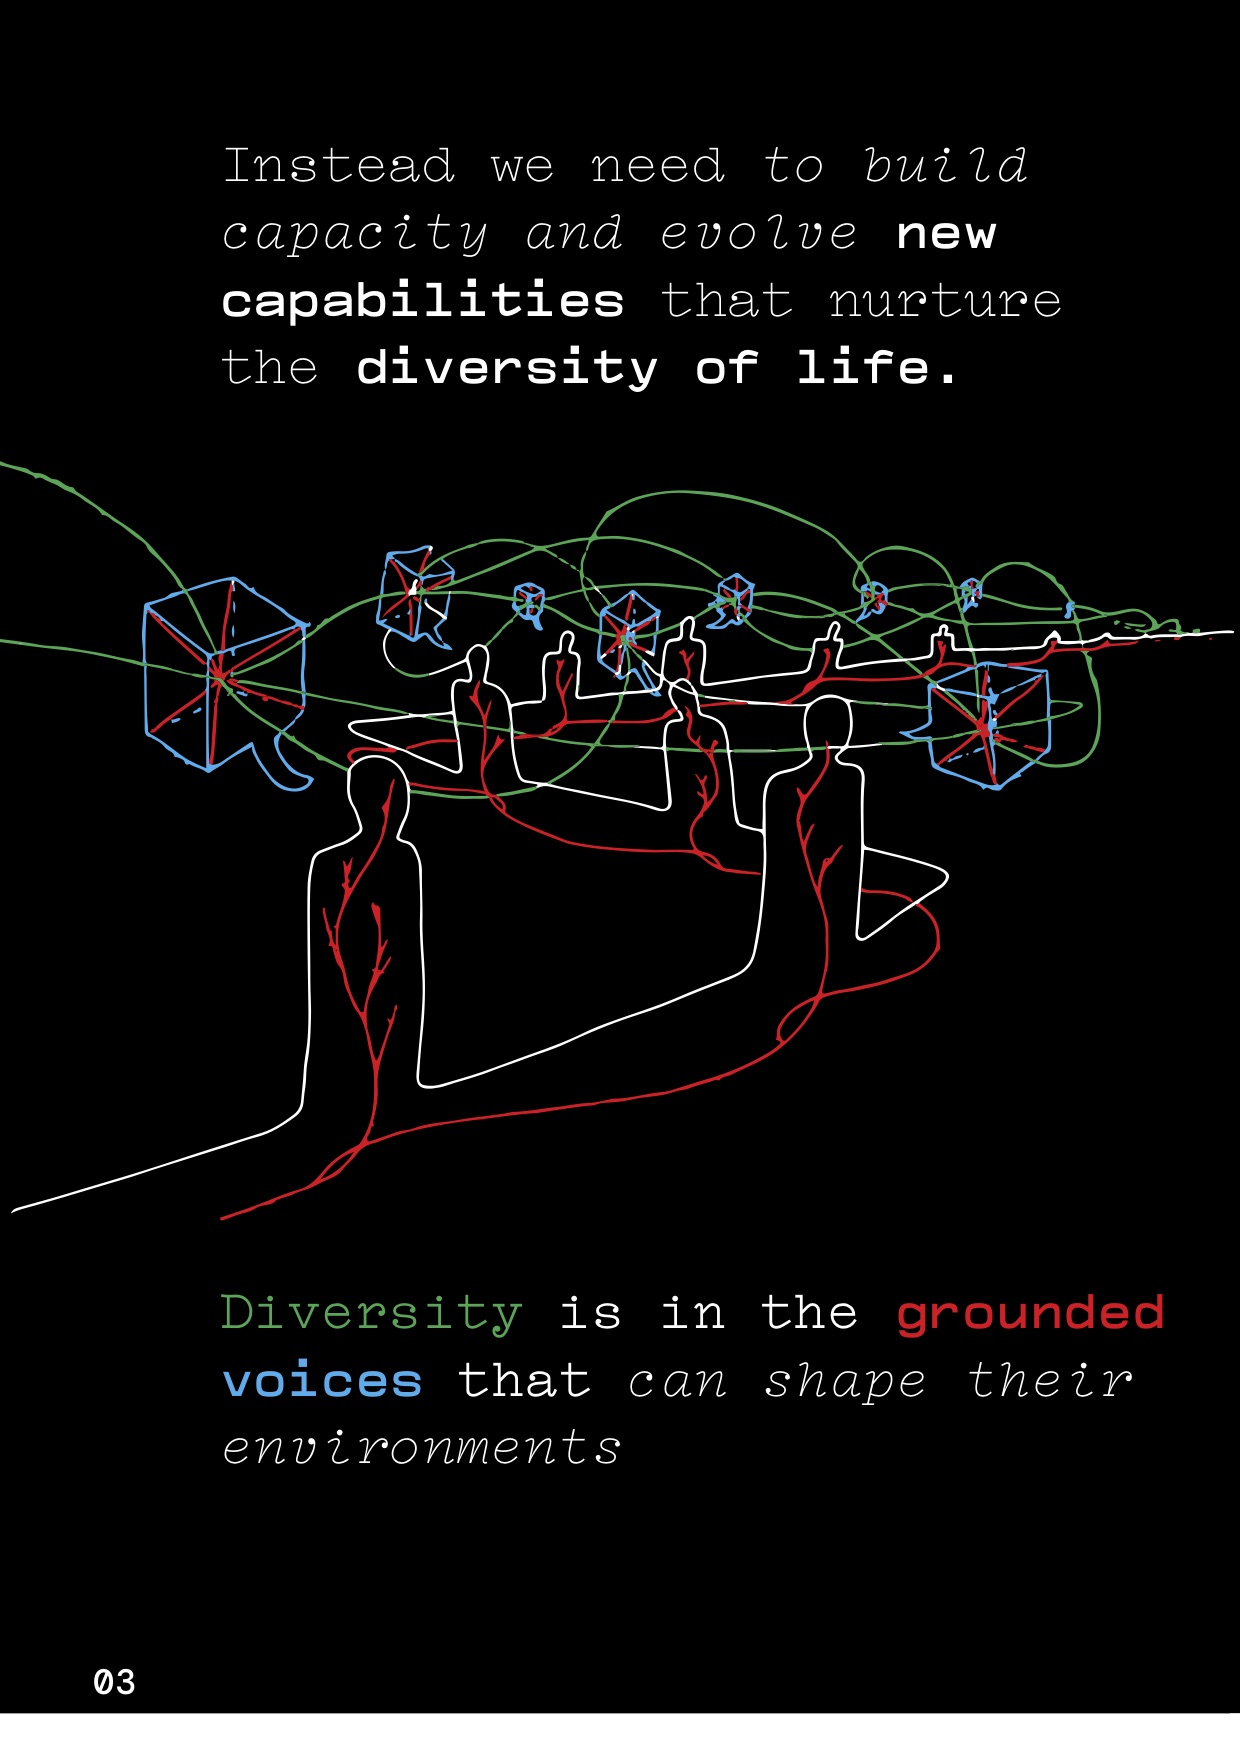 Instead we need to build
capacity and evolve new
capabilities that nurture
the diversity of life.
Diversity is in the grounded
voices that can shape their
environments
03